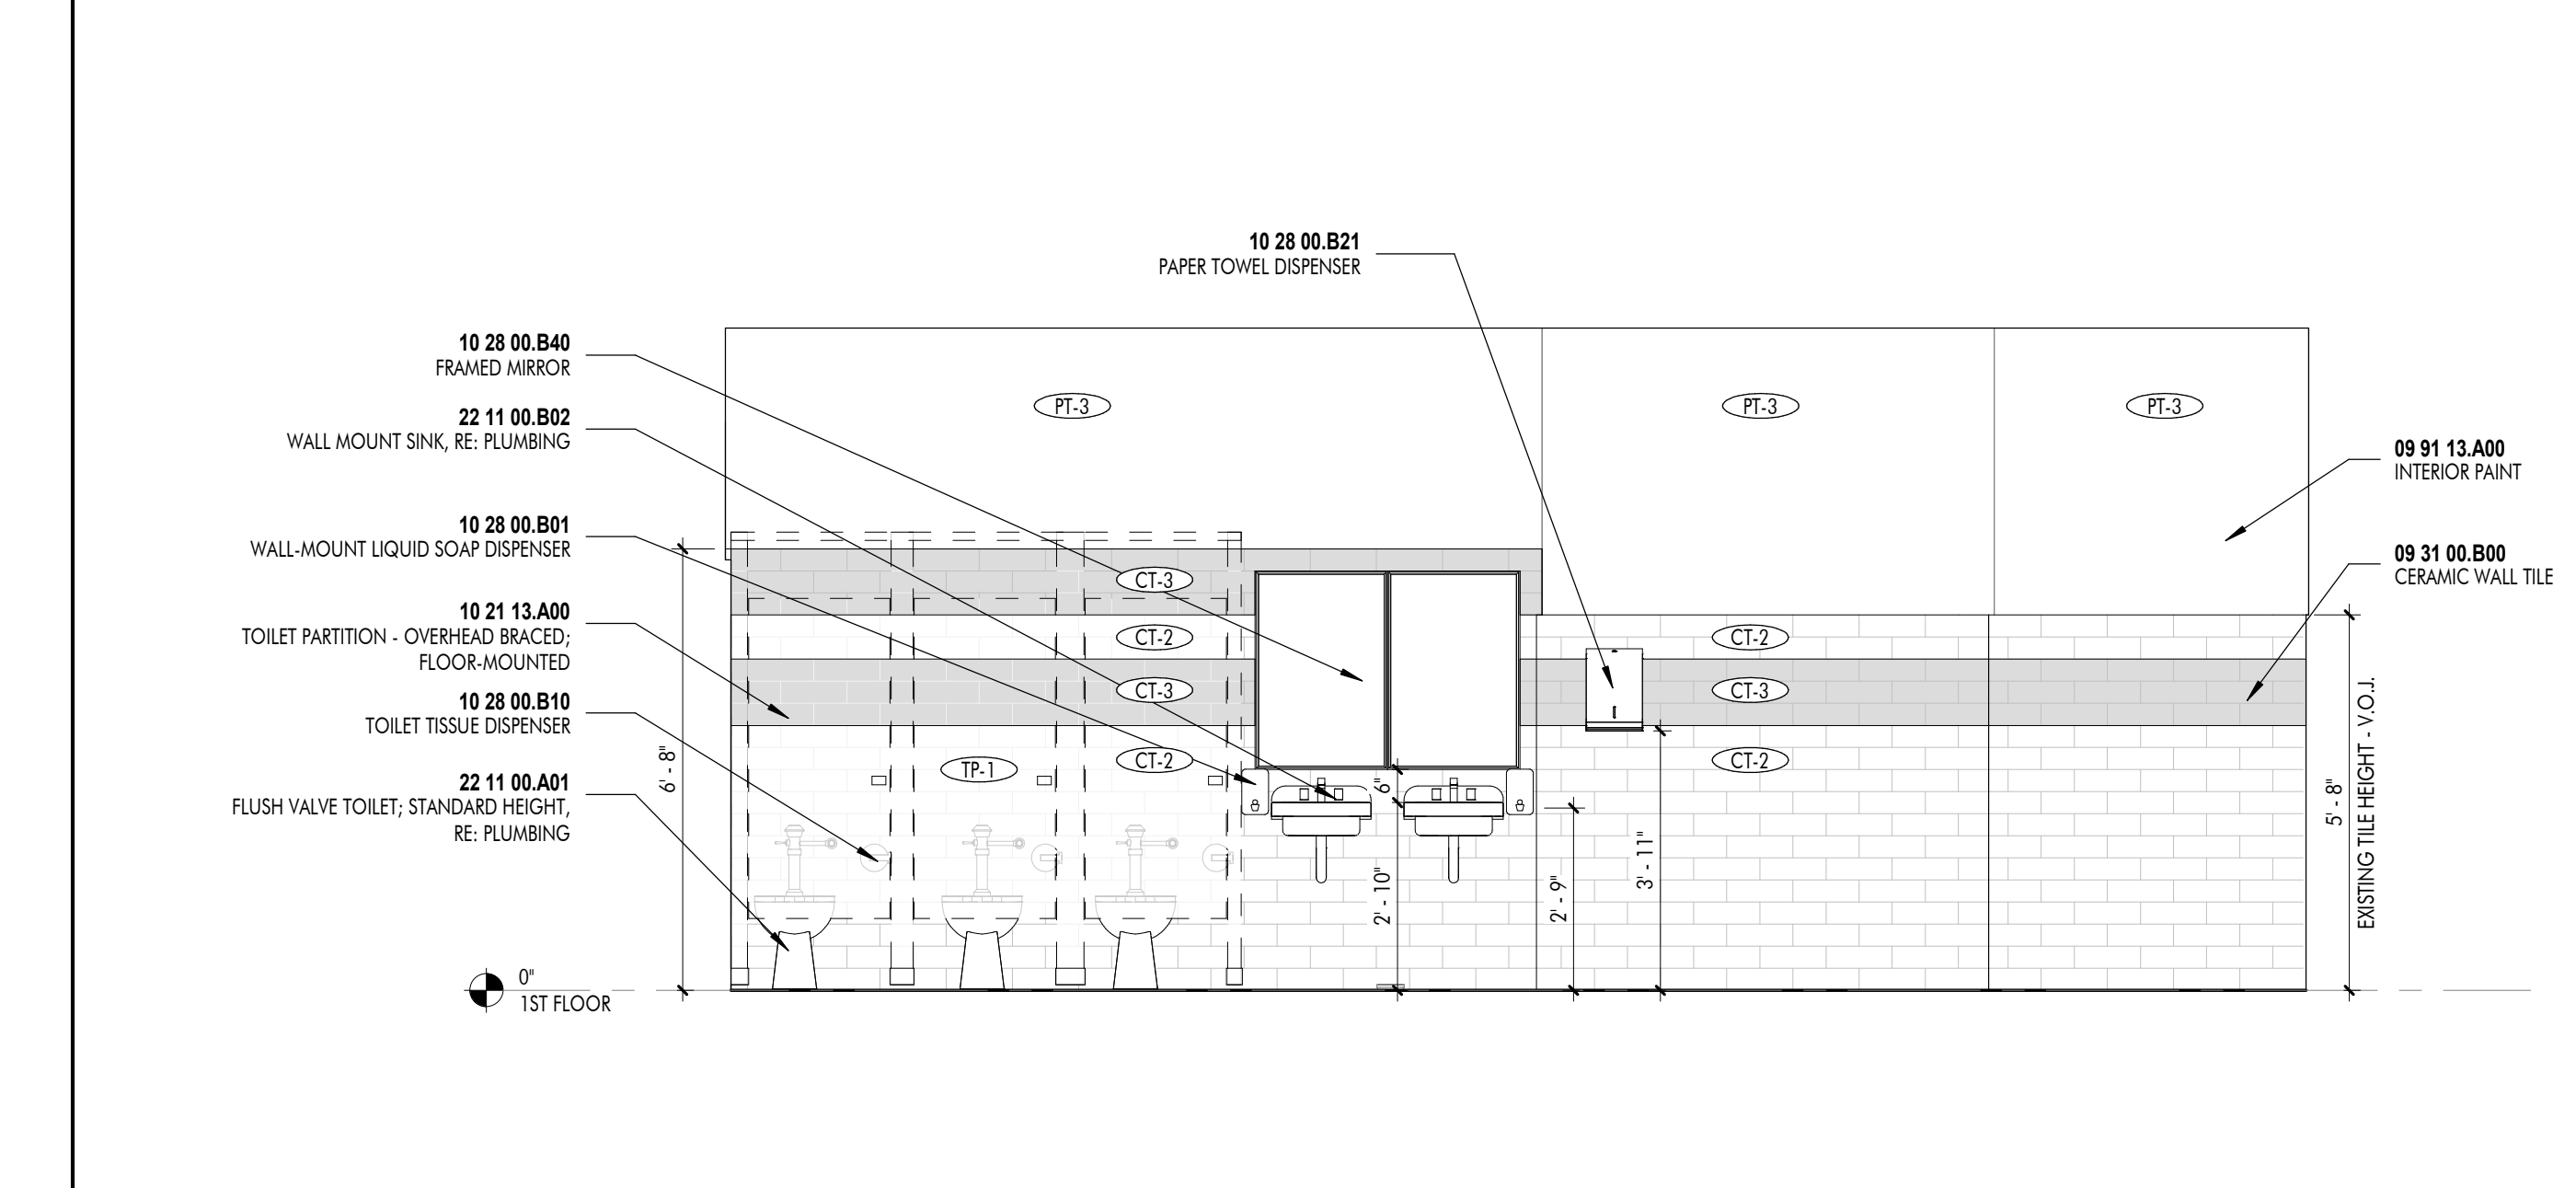 10 28 00.B21
PAPER TOWEL DISPENSER
10 28 00.B40
FRAMED MIRROR
22 11 00.B02
WALL MOUNT SINK, RE: PLUMBING
10 28 00.B01
WALL-MOUNT LIQUID SOAP DISPENSER
10 21 13.A00
TOILET PARTITION - OVERHEAD BRACED;
FLOOR-MOUNTED
10 28 00.B10
TOILET TISSUE DISPENSER
22 11 00.A01
FLUSH VALVE TOILET; STANDARD HEIGHT,
RE: PLUMBING
0"
1ST FLOOR
6' - 8"
PT-3
PT-3
PT-3
CT-3
CT-2
CT-3
CT-2
TP-1
CT-2
CT-3
CT-2
6"
2' - 10"
2' - 9"
3' - 11"
5' - 8"
EXISTING TILE HEIGHT - V.O.J.
09 91 13.A00
INTERIOR PAINT
09 31 00.B00
CERAMIC WALL TILE